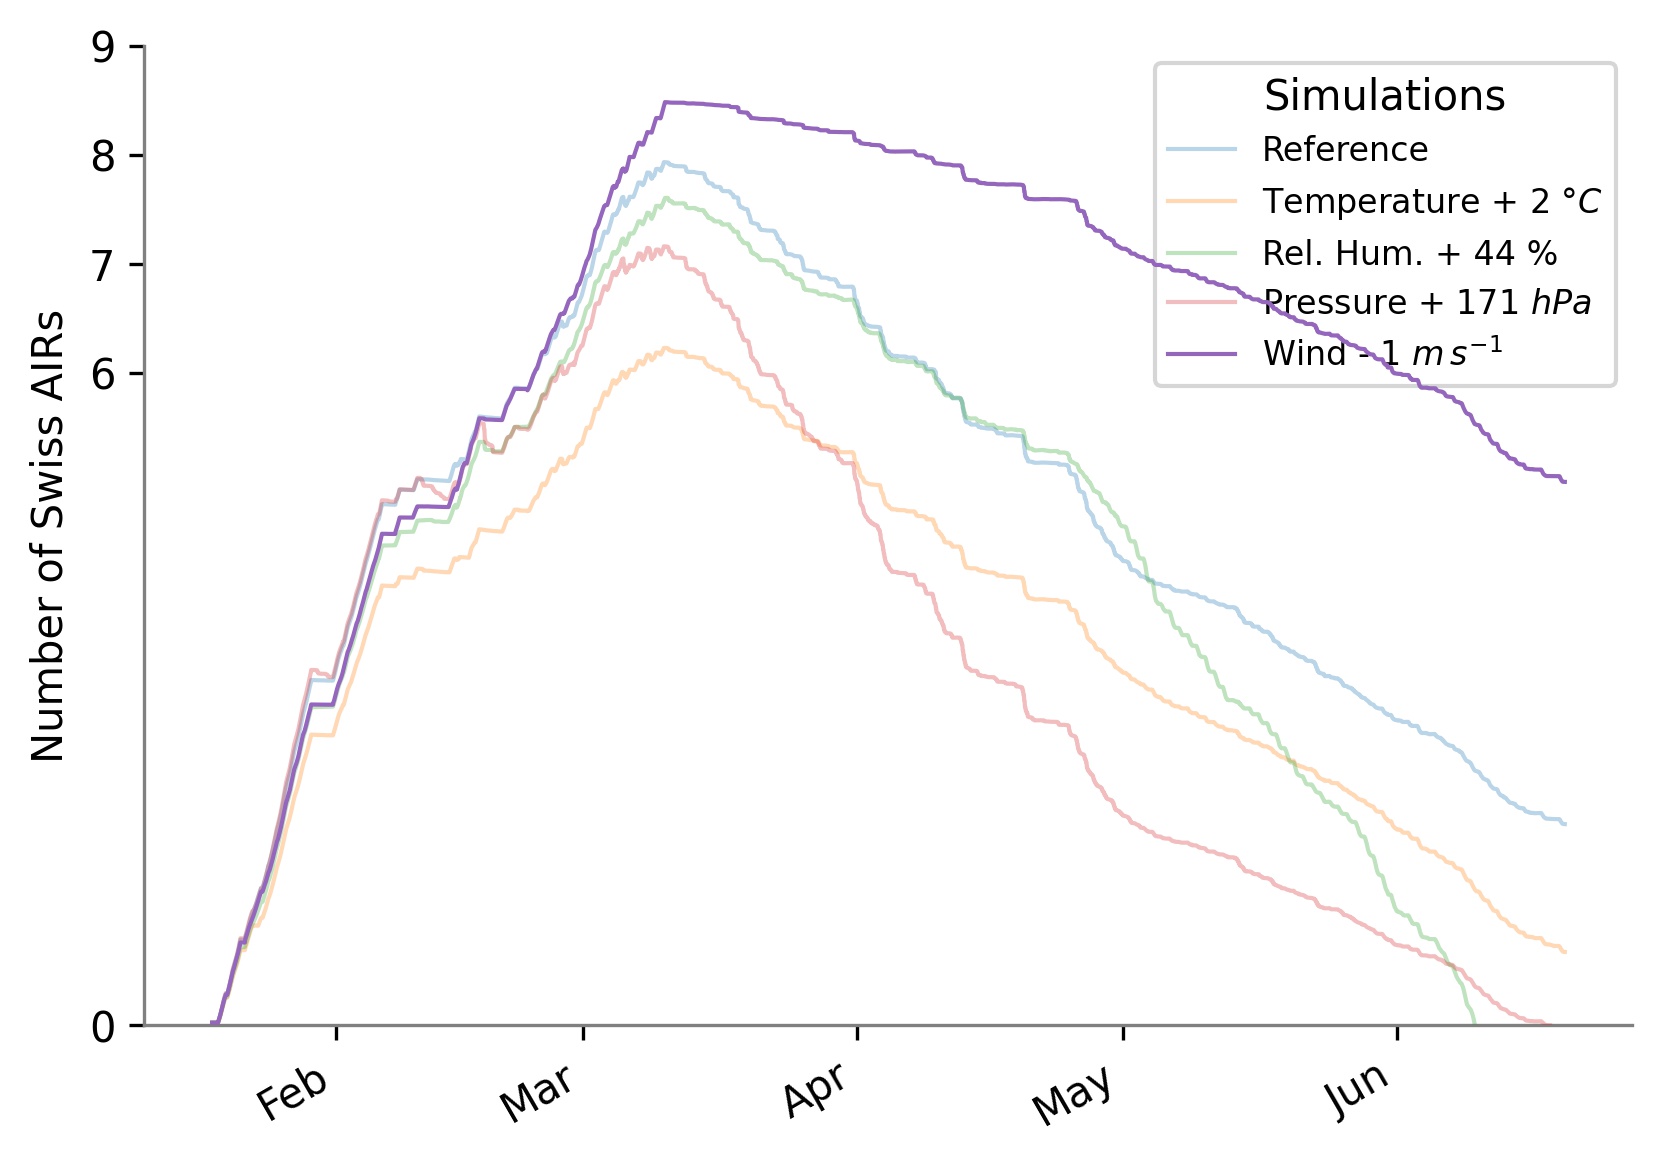 9
8
7
6
0
Number of Swiss AIRs
Simulations
Reference
Temperature + 2 °C
Rel. Hum. + 44 %
Pressure + 171 hPa
Wind - 1 m s⁻¹
Feb
Mar
Apr
May
Jun